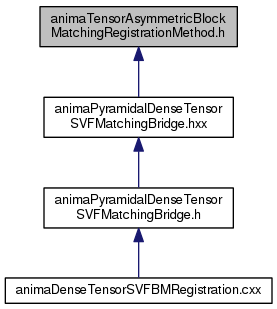 animaTensorAsymmetricBlock
MatchingRegistrationMethod.h
animaPyramidalDenseTensor
SVFMatchingBridge.hxx
animaPyramidalDenseTensor
SVFMatchingBridge.h
animaDenseTensorSVFBMRegistration.cxx